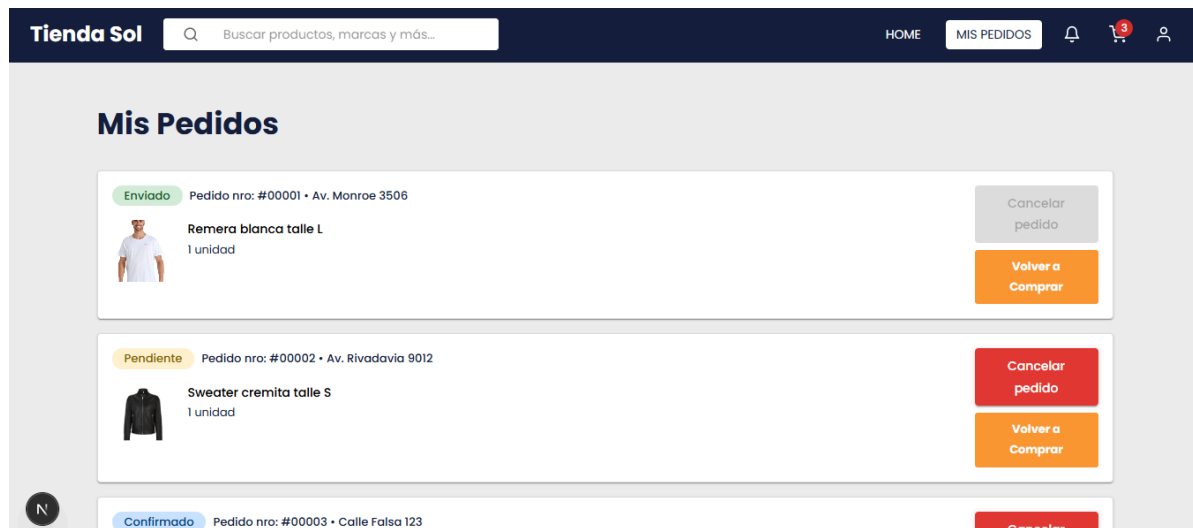 Tienda Sol
Buscar productos, marcas y más...
HOME
MIS PEDIDOS
3
Mis Pedidos
Enviado
Pedido nro: #00001 • Av. Monroe 3506
Remera blanca talle L
1 unidad
Cancelar
pedido
Volver a
Comprar
Pendiente
Pedido nro: #00002 • Av. Rivadavia 9012
Sweater cremita talle S
1 unidad
Cancelar
pedido
Volver a
Comprar
N
Confirmado
Pedido nro: #00003 • Calle Falsa 123
Cancelar